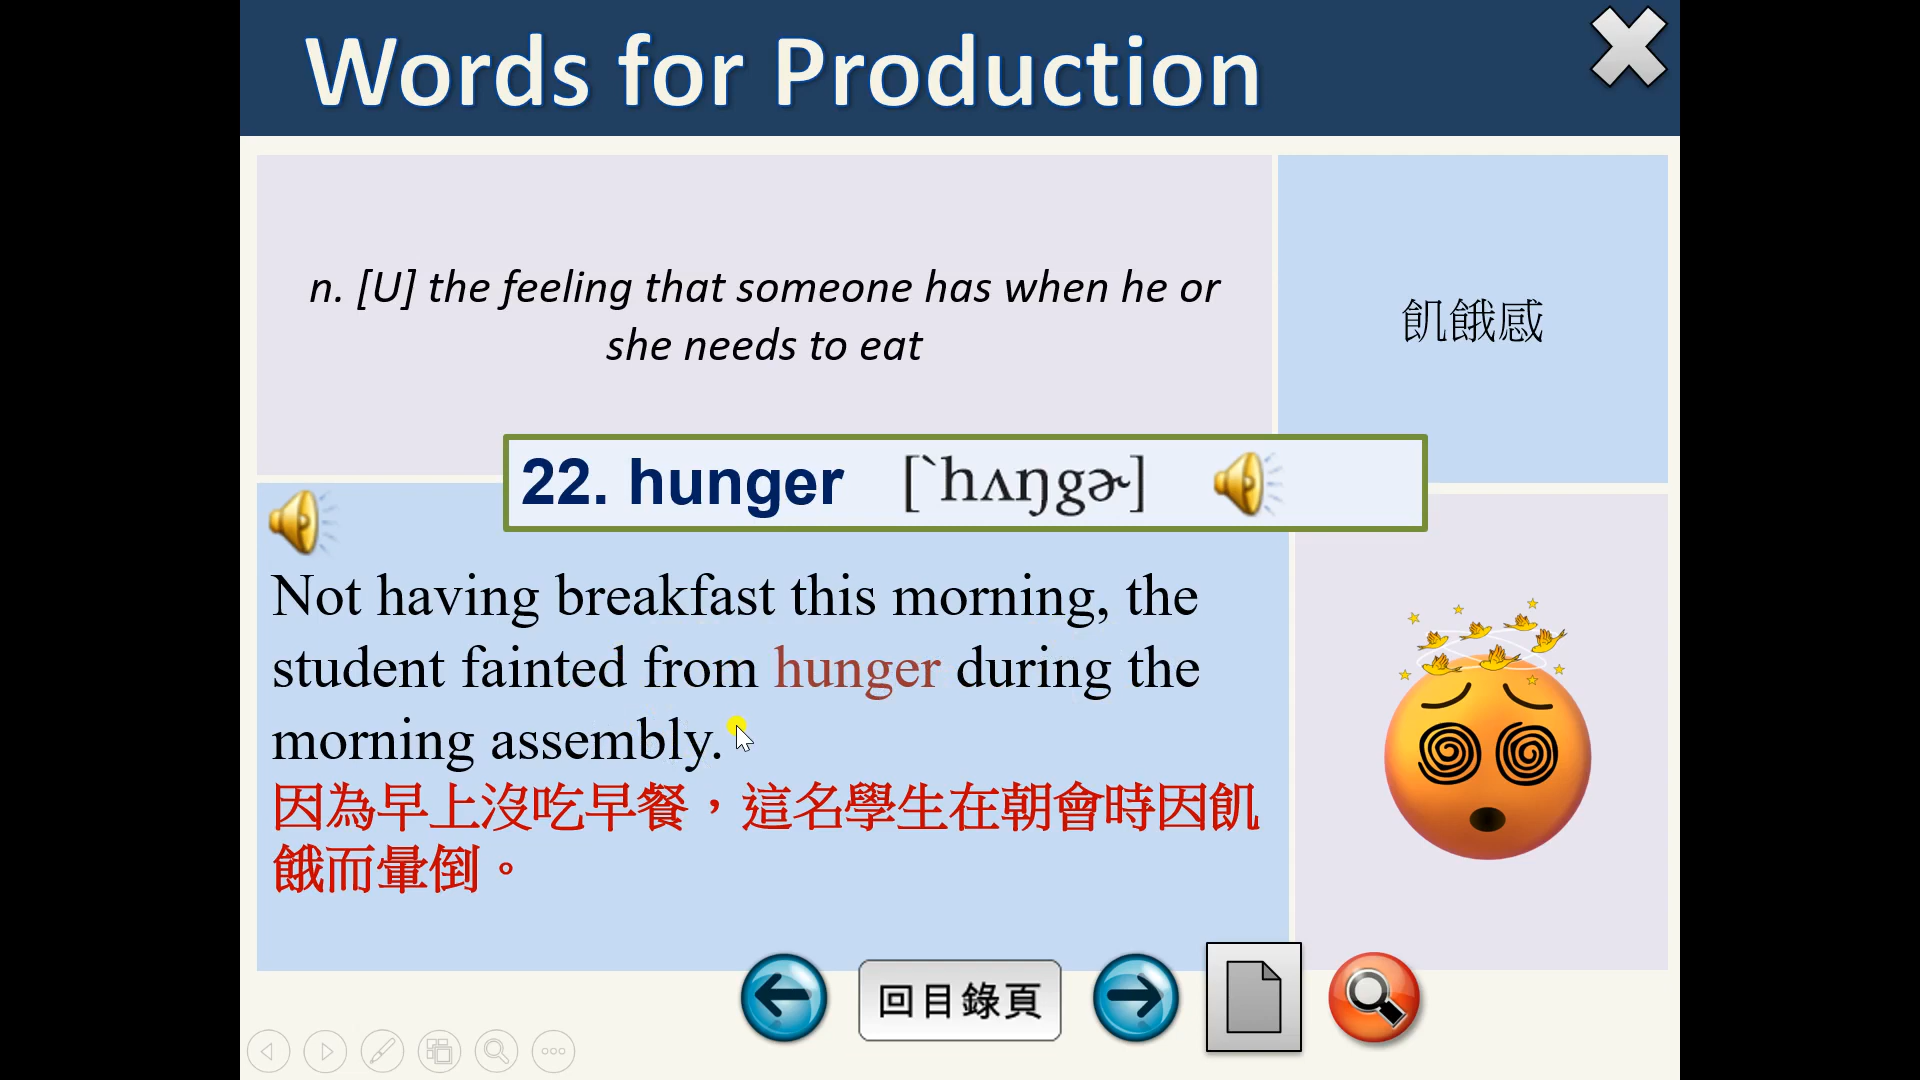 Words for Production
n. [U] the feeling that someone has when he or
she needs to eat
飢餓感
22. hunger [ˋhʌŋgɚ]
Not having breakfast this morning, the
student fainted from hunger during the
morning assembly.
因為早上沒吃早餐，這名學生在朝會時因飢
餓而暈倒。
回目錄頁